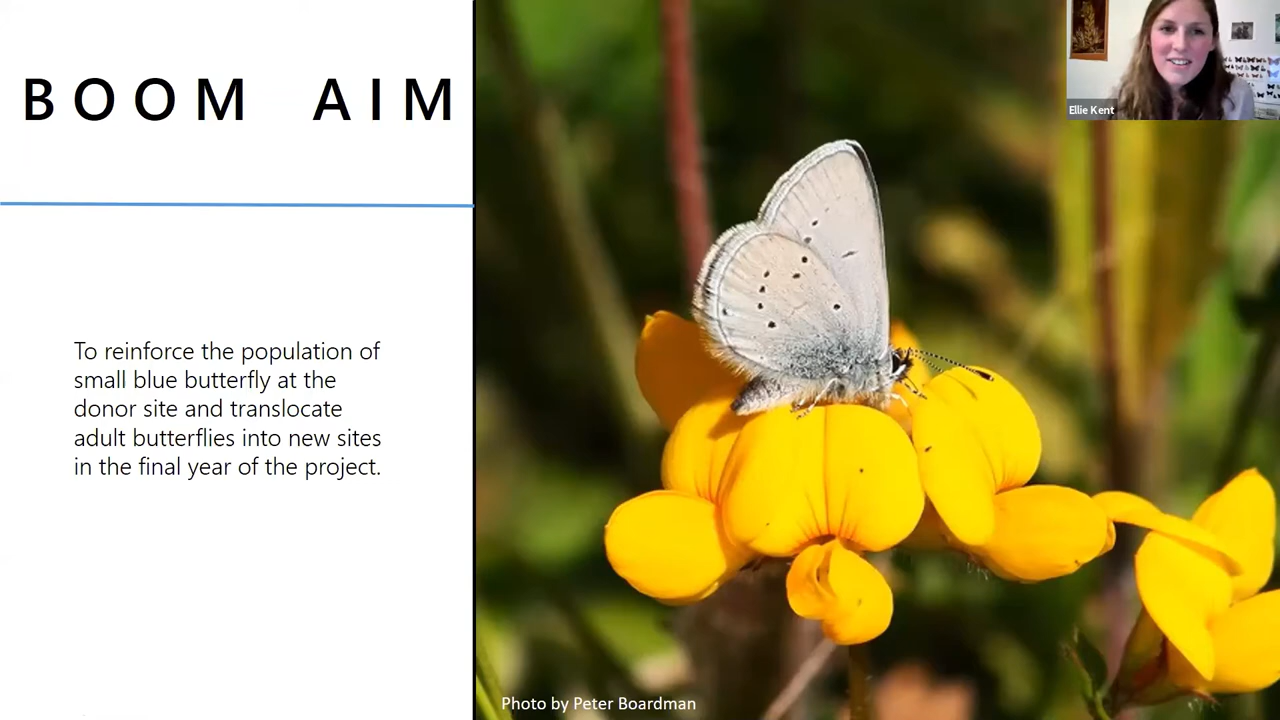 BOOM AIM
Ellie Kent
To reinforce the population of
small blue butterfly at the
donor site and translocate
adult butterflies into new sites
in the final year of the project.
Photo by Peter Boardman